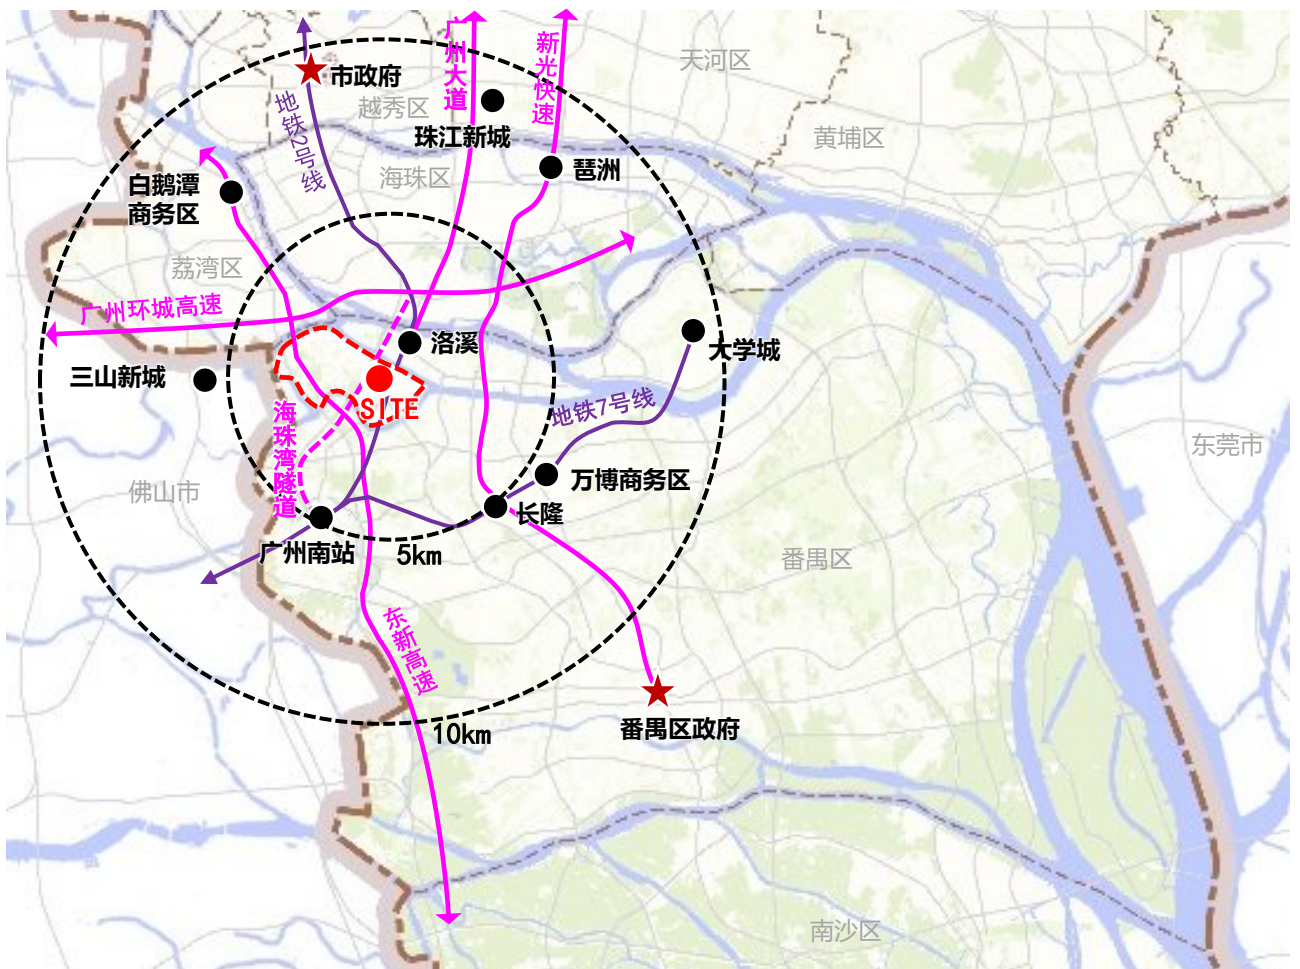 广州大道
新光快速
天河区
市政府
越秀区
地铁2号线
珠江新城
黄埔区
琶洲
海珠区
白鹅潭
商务区
荔湾区
广州环城高速
洛溪
大学城
三山新城
SITE
地铁7号线
海珠湾隧道
东莞市
万博商务区
佛山市
长隆
广州南站
5km
番禺区
东新高速
番禺区政府
10km
南沙区